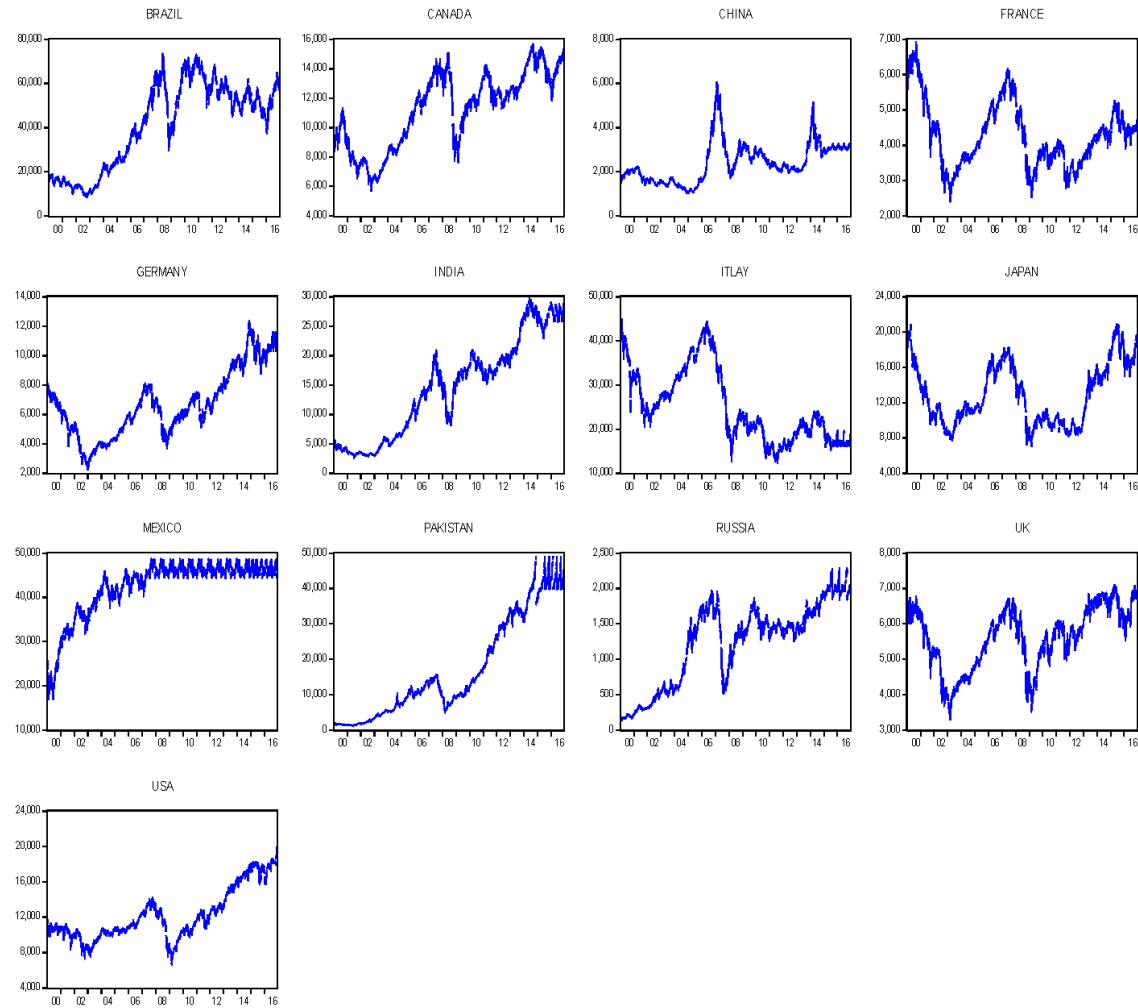 BRAZIL
80,000
60,000
40,000
20,000
0
00 02 04 06 08 10 12 14 16
CANADA
16,000
14,000
12,000
10,000
8,000
6,000
4,000
00 02 04 06 08 10 12 14 16
CHINA
8,000
6,000
4,000
2,000
0
00 02 04 06 08 10 12 14 16
FRANCE
7,000
6,000
5,000
4,000
3,000
2,000
00 02 04 06 08 10 12 14 16
GERMANY
14,000
12,000
10,000
8,000
6,000
4,000
2,000
00 02 04 06 08 10 12 14 16
INDIA
30,000
25,000
20,000
15,000
10,000
5,000
0
00 02 04 06 08 10 12 14 16
ITLAY
50,000
40,000
30,000
20,000
10,000
00 02 04 06 08 10 12 14 16
JAPAN
24,000
20,000
16,000
12,000
8,000
4,000
00 02 04 06 08 10 12 14 16
MEXICO
50,000
40,000
30,000
20,000
10,000
00 02 04 06 08 10 12 14 16
PAKISTAN
50,000
40,000
30,000
20,000
10,000
0
00 02 04 06 08 10 12 14 16
RUSSIA
2,500
2,000
1,500
1,000
500
0
00 02 04 06 08 10 12 14 16
UK
8,000
7,000
6,000
5,000
4,000
3,000
00 02 04 06 08 10 12 14 16
USA
24,000
20,000
16,000
12,000
8,000
4,000
00 02 04 06 08 10 12 14 16